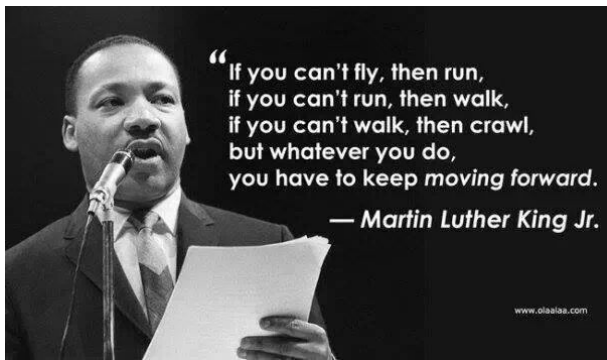 “If you can’t fly, then run,
if you can’t run, then walk,
if you can’t walk, then crawl,
but whatever you do,
you have to keep moving forward.
— Martin Luther King Jr.
www.olaalaa.com